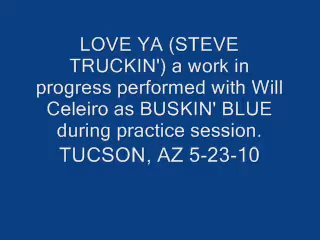 LOVE YA (STEVE
TRUCKIN') a work in
progress performed with Will
Celeiro as BUSKIN' BLUE
during practice session.
TUCSON, AZ 5-23-10